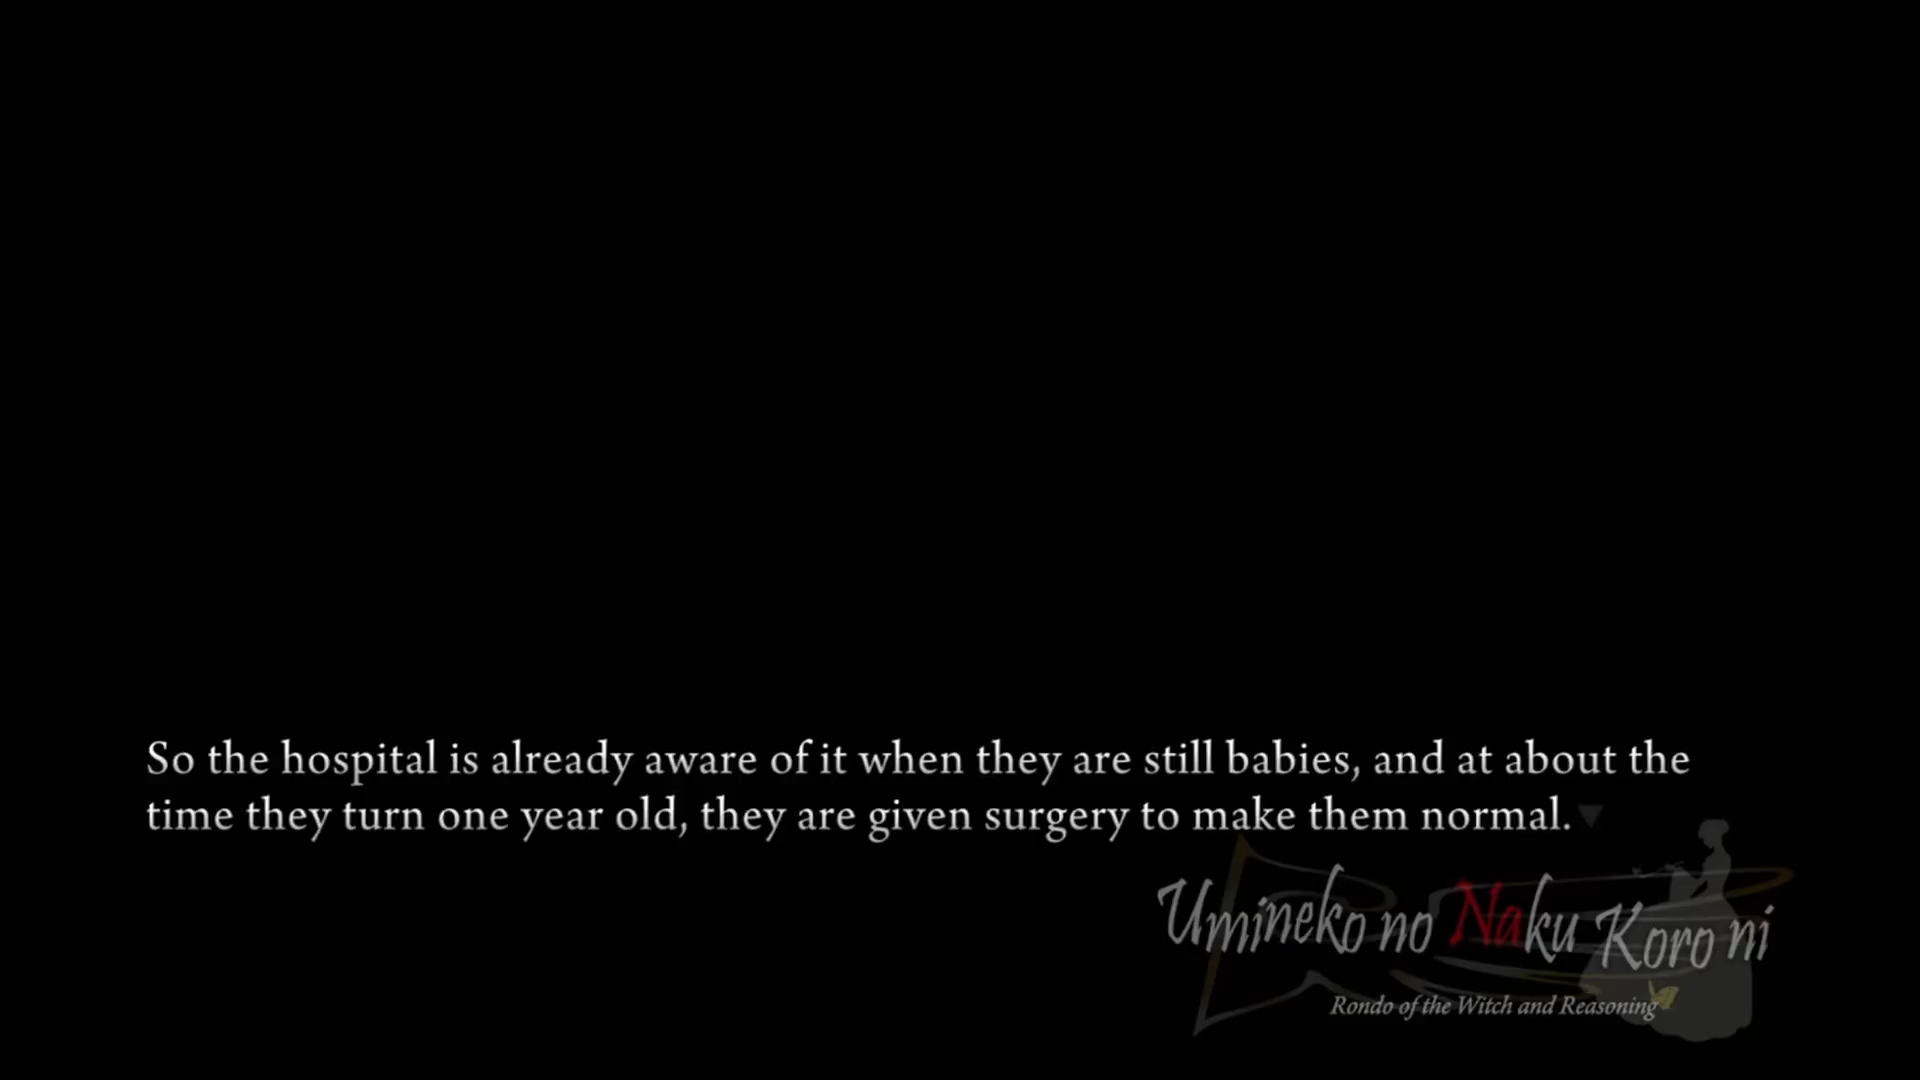 So the hospital is already aware of it when they are still babies, and at about the
time they turn one year old, they are given surgery to make them normal.
Umineko no Naku Koro ni
Rondo of the Witch and Reasoning